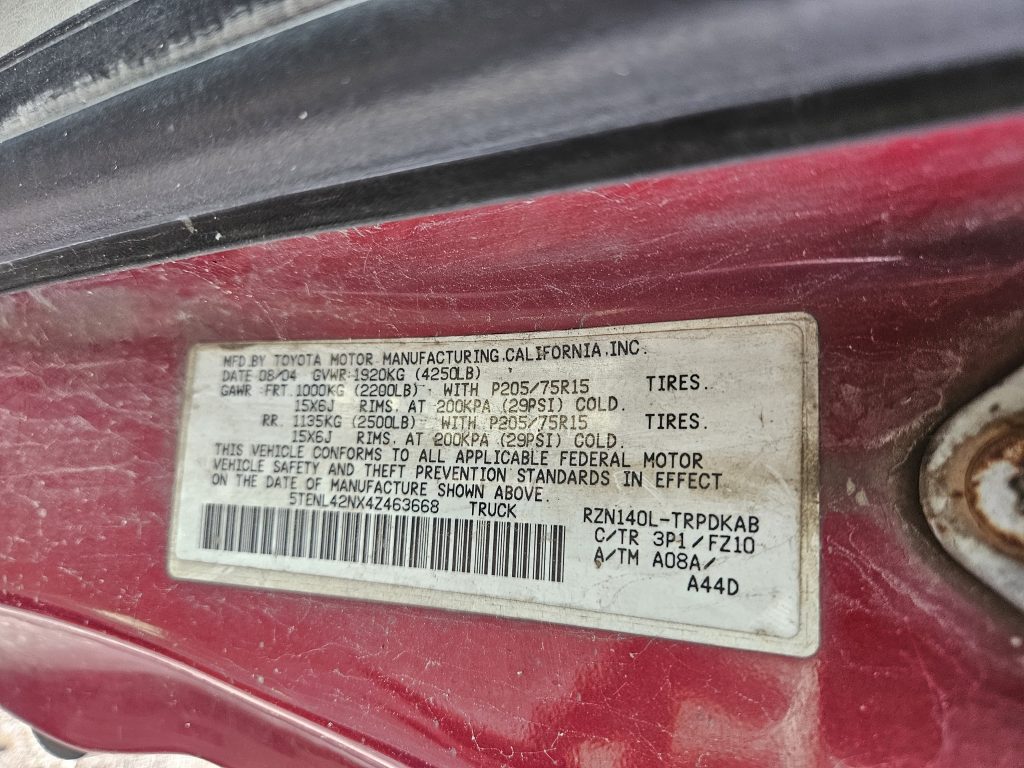 MFD.BY TOYOTA MOTOR MANUFACTURING.CALIFORNIA.INC.
DATE 08/04 GVWR:1920KG (4250LB)
GAWR FRT.1000KG (2200LB) WITH P205/75R15 TIRES.
15X6J RIMS. AT 200KPA (29PSI) COLD.
RR. 1135KG (2500LB) WITH P205/75R15 TIRES.
15X6J RIMS. AT 200KPA (29PSI) COLD.
THIS VEHICLE CONFORMS TO ALL APPLICABLE FEDERAL MOTOR
VEHICLE SAFETY AND THEFT PREVENTION STANDARDS IN EFFECT
ON THE DATE OF MANUFACTURE SHOWN ABOVE.
5TENL42NX4Z463668 TRUCK RZN140L-TRPDKAB
C/TR 3P1/FZ10
A/TM A08A/
A44D